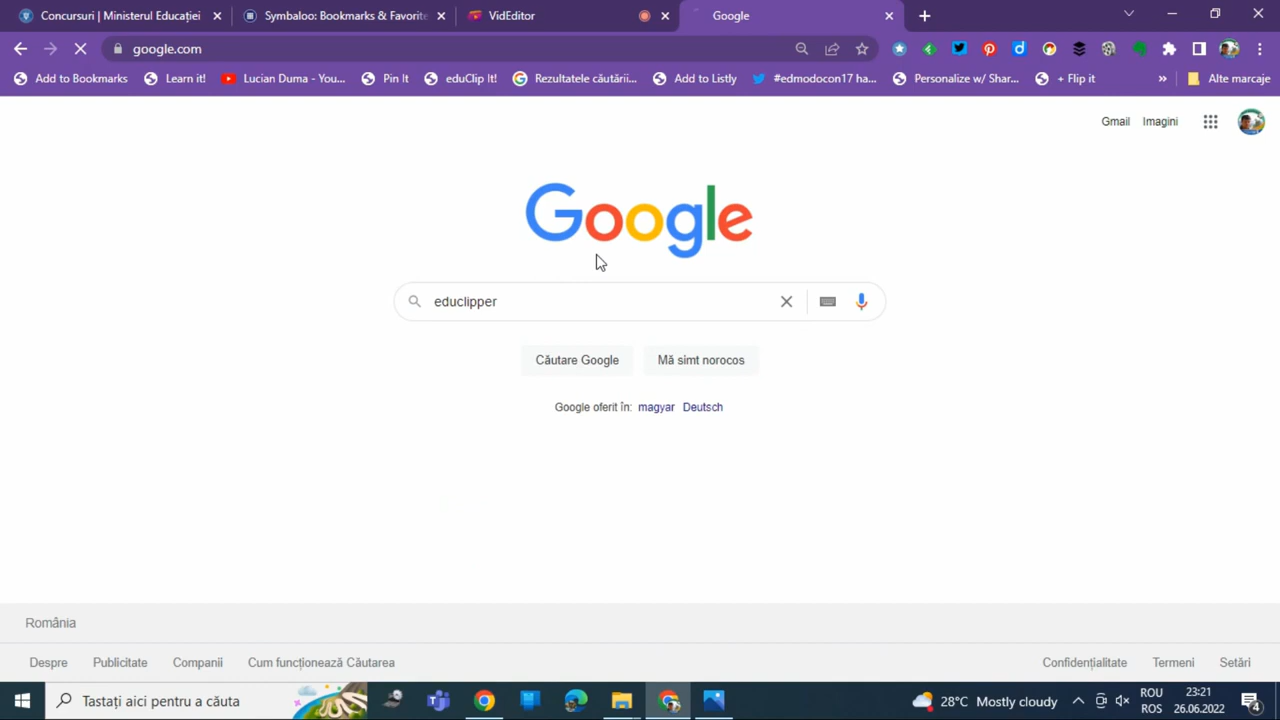 Concursuri | Ministerul Educației
Symbaloo: Bookmarks & Favorite
VidEditor
Google
google.com
Add to Bookmarks
Learn it!
Lucian Duma - You...
Pin It
eduClip It!
Rezultatele căutării...
Add to Listly
#edmodocon17 ha...
Personalize w/ Shar...
+ Flip it
»
Alte marcaje
Gmail
Imagini
Google
educlipper
Căutare Google
Mă simt norocos
Google oferit în: magyar Deutsch
România
Despre
Publicitate
Companii
Cum funcționează Căutarea
Confidențialitate
Termeni
Setări
Tastați aici pentru a căuta
28°C Mostly cloudy
ROU
ROS
23:21
26.06.2022
4